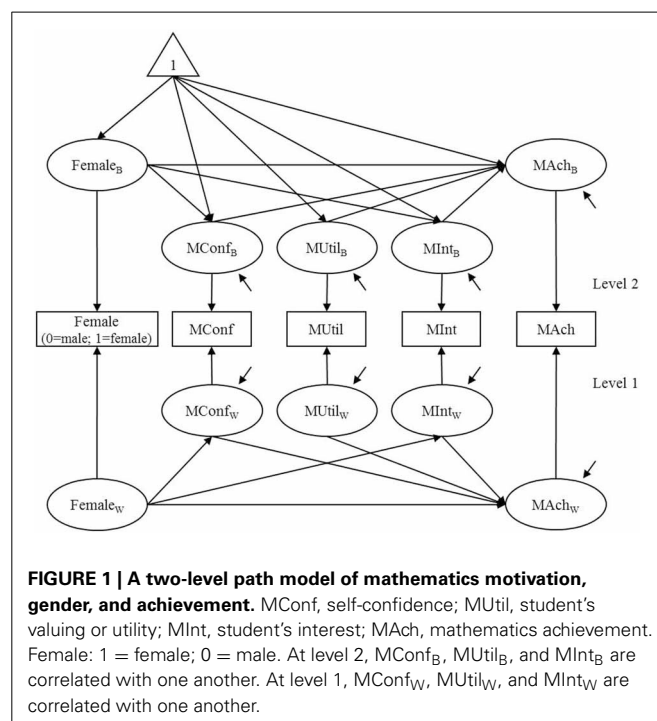 1
Female_B
MAch_B
MConf_B
MUtil_B
MInt_B
Level 2
Female
(0=male; 1=female)
MConf
MUtil
MInt
MAch
Level 1
MConf_W
MUtil_W
MInt_W
Female_W
MAch_W
FIGURE 1 | A two-level path model of mathematics motivation,
gender, and achievement. MConf, self-confidence; MUtil, student's
valuing or utility; MInt, student's interest; MAch, mathematics achievement.
Female: 1 = female; 0 = male. At level 2, MConf_B, MUtil_B, and MInt_B are
correlated with one another. At level 1, MConf_W, MUtil_W, and MInt_W are
correlated with one another.